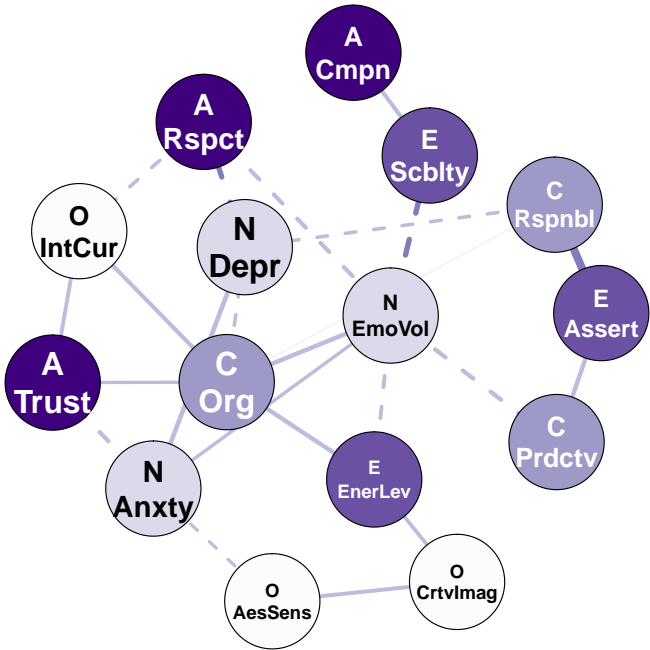 A
Cmpn
A
Rspct
E
Scblty
C
Rspnbl
O
IntCur
N
Depr
N
EmoVol
E
Assert
A
Trust
C
Org
C
Prdctv
N
Anxty
E
EnerLev
O
AesSens
O
CrtvImag